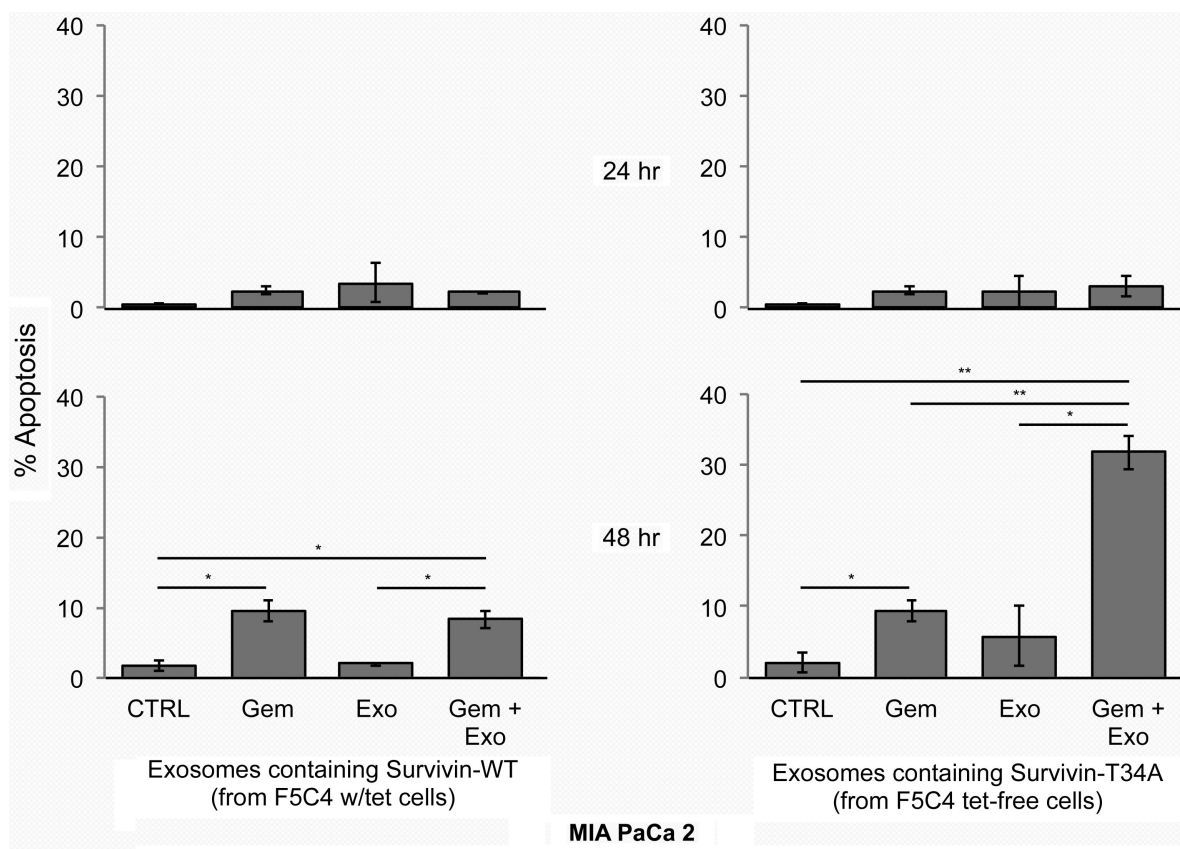 40
30
20
10
0
24 hr
40
30
20
10
0
% Apoptosis
40
30
20
10
0
*
*
*
CTRL
Gem
Exo
Gem +
Exo
48 hr
40
30
20
10
0
**
**
*
*
CTRL
Gem
Exo
Gem +
Exo
Exosomes containing Survivin-WT
(from F5C4 w/tet cells)
Exosomes containing Survivin-T34A
(from F5C4 tet-free cells)
MIA PaCa 2